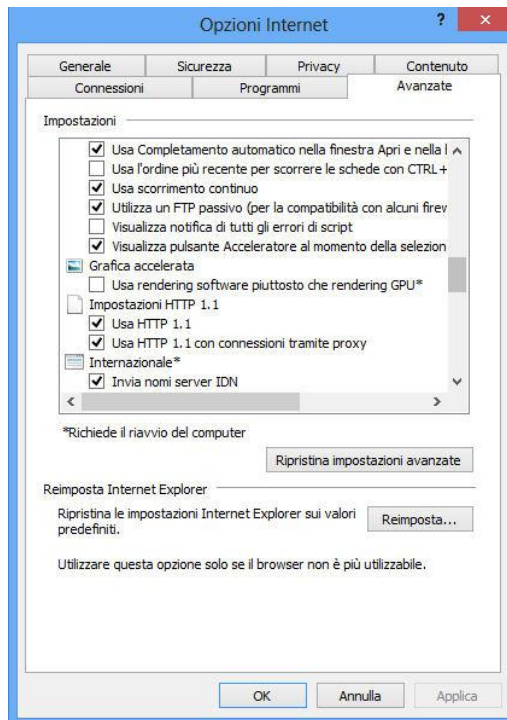 Opzioni Internet
?
Generale Sicurezza Privacy Contenuto
Connessioni Programmi Avanzate
Impostazioni
Usa Completamento automatico nella finestra Apri e nella
Usa l'ordine più recente per scorrere le schede con CTRL+
Usa scorrimento continuo
Utilizza un FTP passivo (per la compatibilità con alcuni
Visualizza notifica di tutti gli errori di script
Visualizza pulsante Acceleratore al momento della selezion
Grafica accelerata
Usa rendering software piuttosto che rendering GPU*
Impostazioni HTTP 1.1
Usa HTTP 1.1
Usa HTTP 1.1 con connessioni tramite proxy
Internazionale*
Invia nomi server IDN
*Richiede il riavvio del computer
Ripristina impostazioni avanzate
Reimposta Internet Explorer
Ripristina le impostazioni Internet Explorer sui valori
predefiniti.
Reimposta...
Utilizzare questa opzione solo se il browser non è più utilizzabile.
OK Annulla Applica